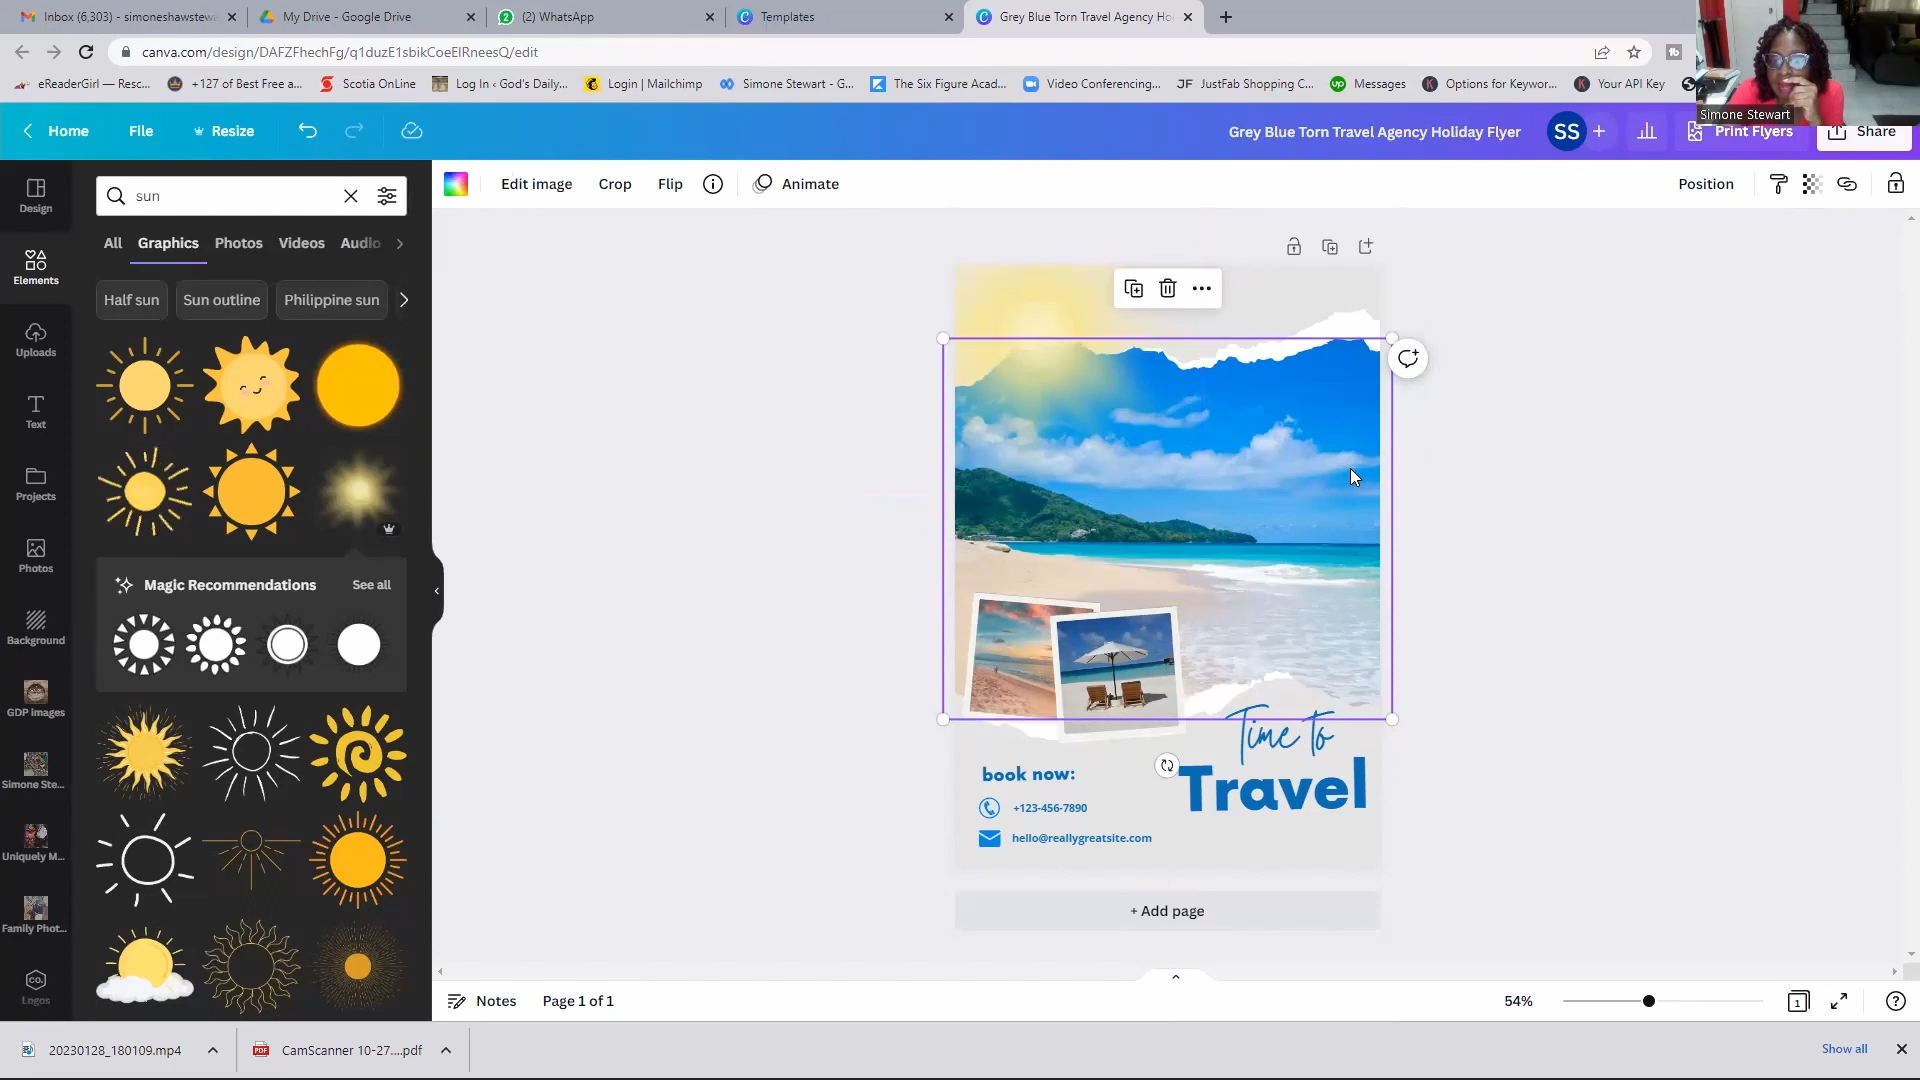 Inbox (6,303) - simoneshawstewa
My Drive - Google Drive
(2) WhatsApp
Templates
Grey Blue Torn Travel Agency Ho
canva.com/design/DAFZFhechFg/q1duzE1sbikCoeElRneesQ/edit
eReaderGirl — Resc...
+127 of Best Free a...
Scotia OnLine
Log In ‹ God's Daily...
Login | Mailchimp
Simone Stewart - G...
The Six Figure Acad...
Video Conferencing...
JF JustFab Shopping C...
Messages
Options for Keywor...
Your API Key
Simone Stewart
Home
File
Resize
Grey Blue Torn Travel Agency Holiday Flyer
SS
Print Flyers
Share
Design
Elements
Uploads
Text
Projects
Photos
Background
GDP images
Simone Ste...
Uniquely M...
Family Phot...
CO.
Logos
sun
All
Graphics
Photos
Videos
Audio
Half sun
Sun outline
Philippine sun
Magic Recommendations
See all
Edit image
Crop
Flip
Animate
Position
Time to
Travel
book now:
+123-456-7890
hello@reallygreatsite.com
+ Add page
Notes
Page 1 of 1
54%
1
20230128_180109.mp4
PDF
CamScanner 10-27....pdf
Show all